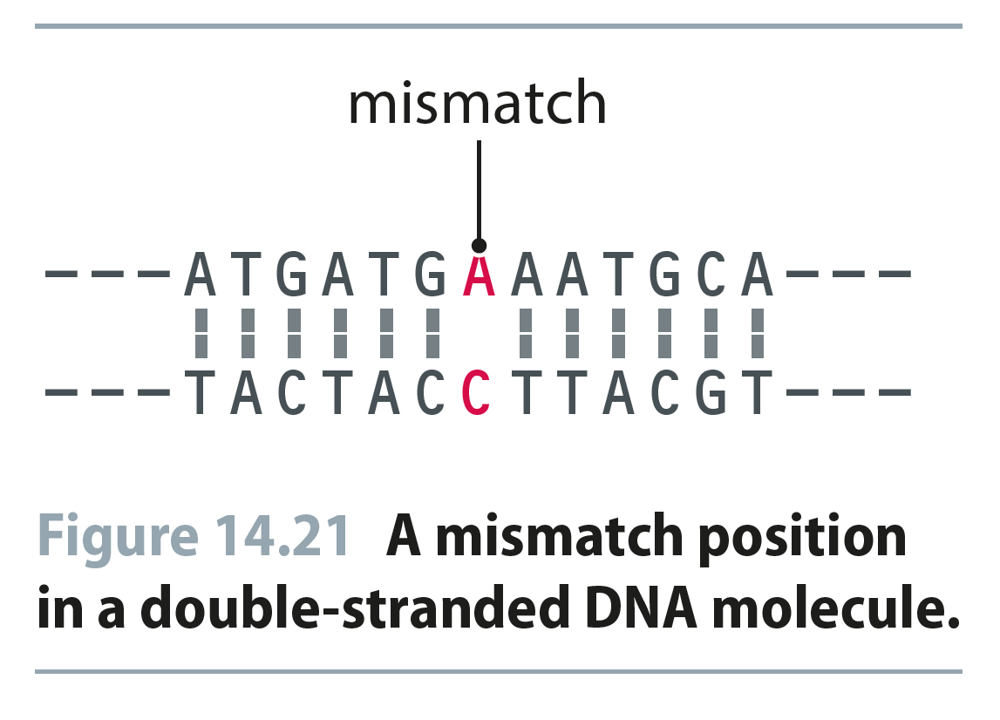 mismatch
---ATGATGAAATGCA---
---TACTACCTTACGT---
Figure 14.21 A mismatch position
in a double-stranded DNA molecule.